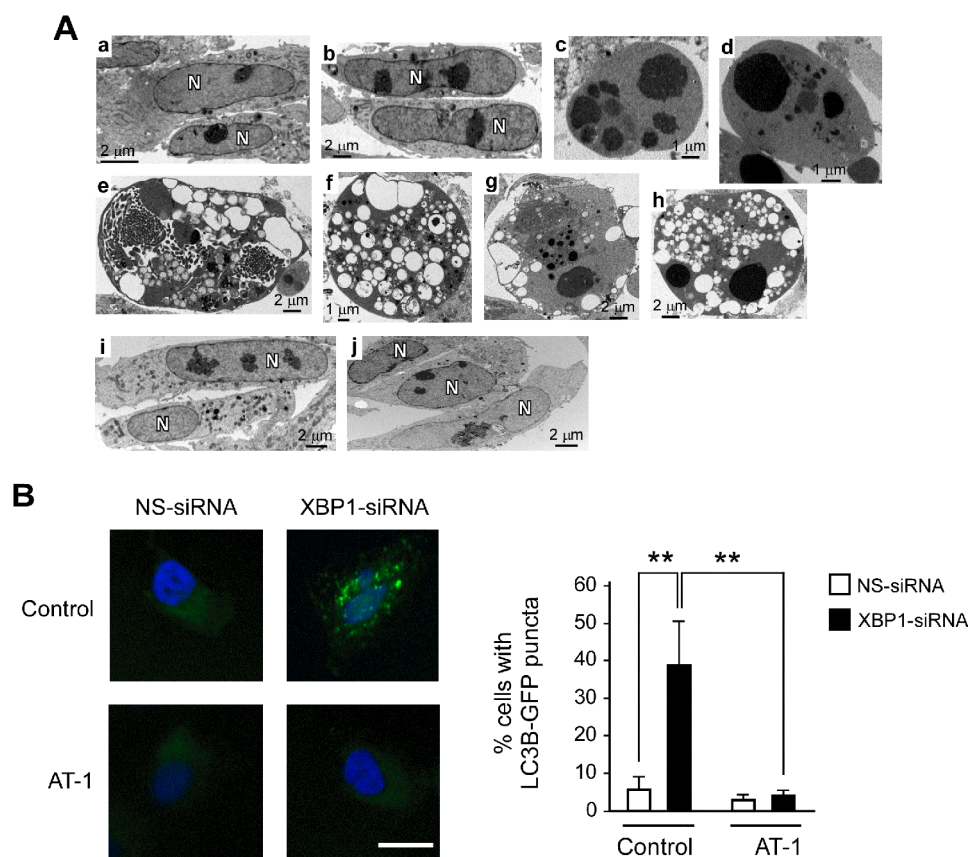 A
a
N
N
2 μm
b
N
N
2 μm
c
1 μm
d
1 μm
e
2 μm
f
1 μm
g
2 μm
h
2 μm
i
N
N
2 μm
j
N
N
N
2 μm
B
NS-siRNA
XBP1-siRNA
Control
AT-1
% cells with
LC3B-GFP puncta
60
50
40
30
20
10
0
**
**
Control
AT-1
NS-siRNA
XBP1-siRNA